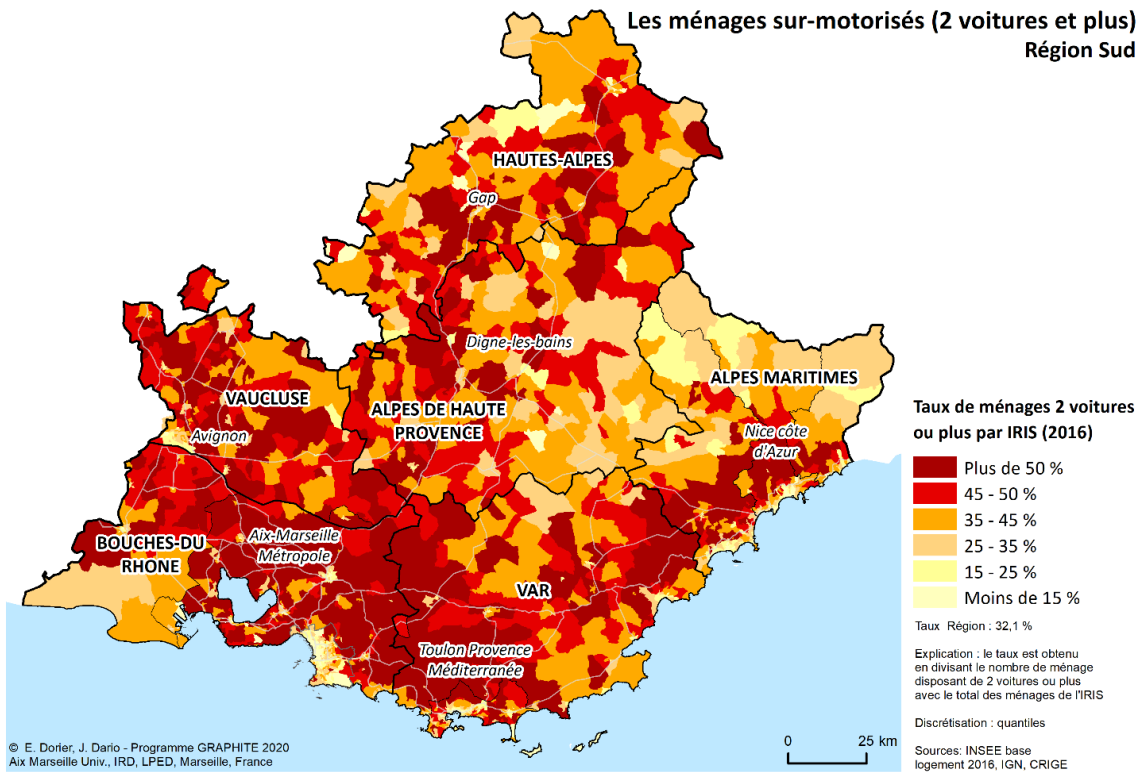 Les ménages sur-motorisés (2 voitures et plus)
Région Sud
HAUTES-ALPES
Gap
Digne-les-bains
ALPES MARITIMES
VAUCLUSE
ALPES DE HAUTE
PROVENCE
Avignon
Nice côte
d'Azur
Aix-Marseille
Métropole
BOUCHES-DU
RHONE
VAR
Toulon Provence
Méditerranée
Taux de ménages 2 voitures
ou plus par IRIS (2016)
Plus de 50 %
45 - 50 %
35 - 45 %
25 - 35 %
15 - 25 %
Moins de 15 %
Taux Région : 32,1 %
Explication : le taux est obtenu
en divisant le nombre de ménage
disposant de 2 voitures ou plus
avec le total des ménages de l'IRIS
Discrétisation : quantiles
Sources: INSEE base
logement 2016, IGN, CRIGE
0 25 km
© E. Dorier, J. Dario - Programme GRAPHITE 2020
Aix Marseille Univ., IRD, LPED, Marseille, France